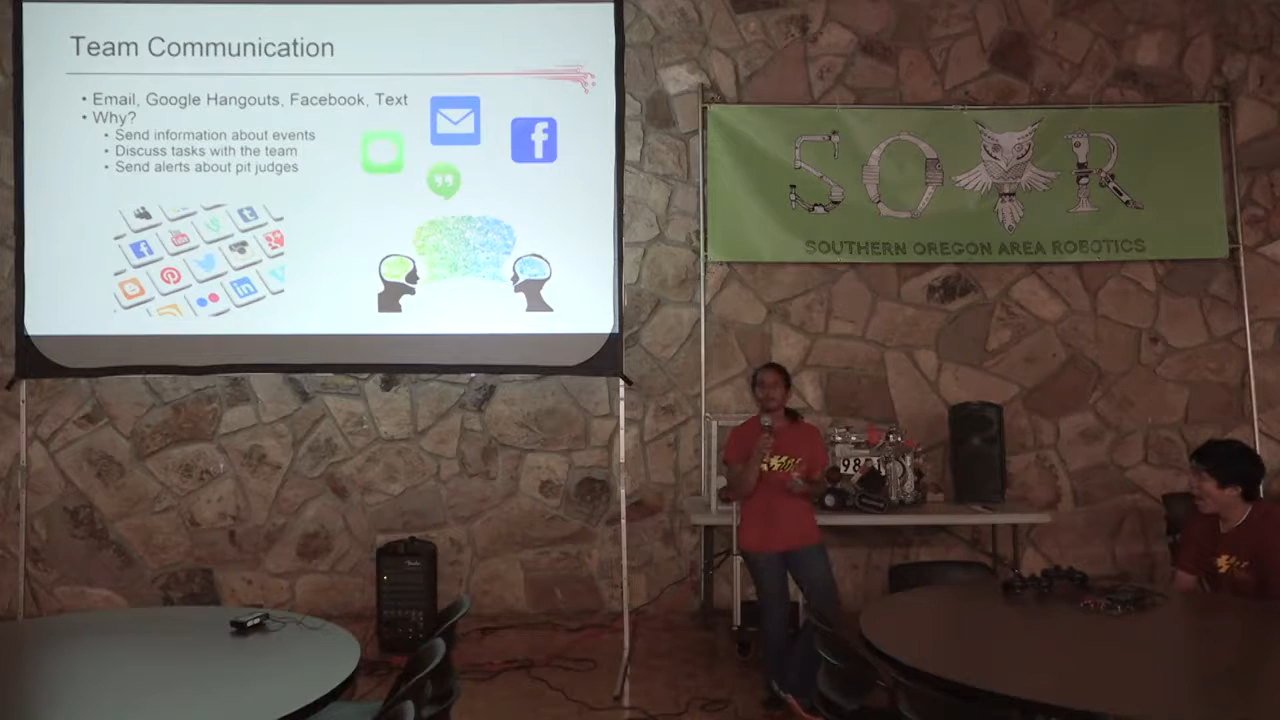 Team Communication
• Email, Google Hangouts, Facebook, Text
• Why?
• Send information about events
• Discuss tasks with the team
• Send alerts about pit judges
SOAR
SOUTHERN OREGON AREA ROBOTICS